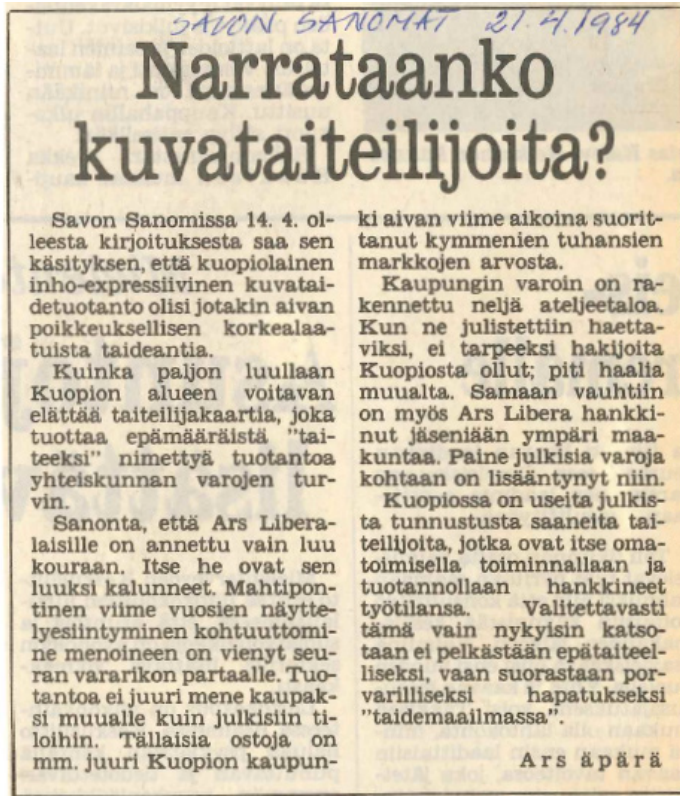 SAVON SANOMAT 21.4.1984
Narrataanko
kuvataiteilijoita?
Savon Sanomissa 14. 4. ol-
leesta kirjoituksesta saa sen
käsityksen, että kuopiolainen
inho-expressiivinen kuvatai-
detuotanto olisi jotakin aivan
poikkeuksellisen korkealaa-
tuista taideantia.
Kuinka paljon luullaan
Kuopion alueen voitavan
elättää taiteilijakaartia, joka
tuottaa epämääräistä "tai-
teeksi" nimettyä tuotantoa
yhteiskunnan varojen tur-
vin.
Sanonta, että Ars Libera-
laisille on annettu vain luu
kouraan. Itse he ovat sen
luuksi kalunneet. Mahtipon-
tinen viime vuosien näytte-
lyesiintyminen kohtuuttomi-
ne menoineen on vienyt seu-
ran vararikon partaalle. Tuo-
tantoa ei juuri mene kaupak-
si muualle kuin julkisiin ti-
loihin. Tällaisia ostoja on
mm. juuri Kuopion kaupun-
ki aivan viime aikoina suorit-
tanut kymmenien tuhansien
markkojen arvosta.
Kaupungin varoin on ra-
kennettu neljä ateljeetaloa.
Kun ne julistettiin haetta-
viksi, ei tarpeeksi hakijoita
Kuopiosta ollut; piti haalia
muualta. Samaan vauhtiin
on myös Ars Libera hankki-
nut jäseniään ympäri maa-
kuntaa. Paine julkisia varoja
kohtaan on lisääntynyt niin.
Kuopiossa on useita julkis-
ta tunnustusta saaneita tai-
teilijoita, jotka ovat itse oma-
toimisella toiminnallaan ja
tuotannollaan hankkineet
työtilansa. Valitettavasti
tämä vain nykyisin katso-
taan ei pelkästään epätaiteel-
liseksi, vaan suorastaan por-
varilliseksi hapatukseksi
"taidemaailmassa".
Ars äpärä